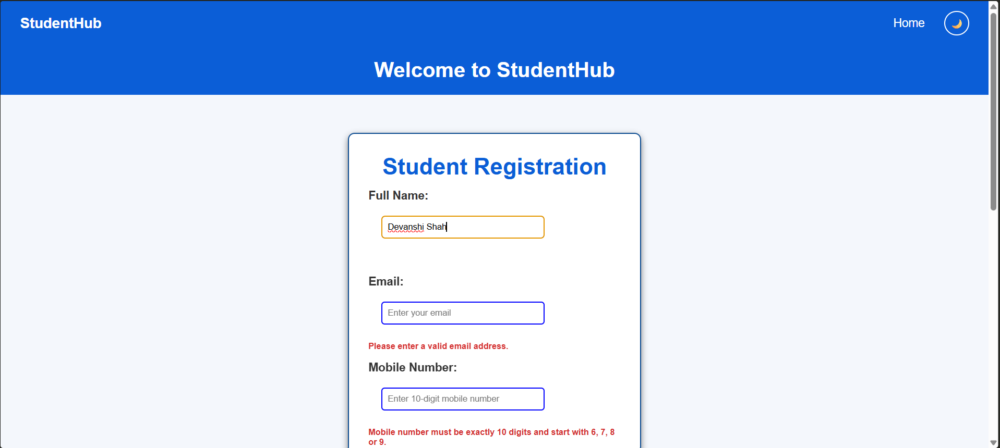 StudentHub
Home
Welcome to StudentHub
Student Registration
Full Name:
Devanshi Shah
Email:
Enter your email
Please enter a valid email address.
Mobile Number:
Enter 10-digit mobile number
Mobile number must be exactly 10 digits and start with 6, 7, 8
or 9.